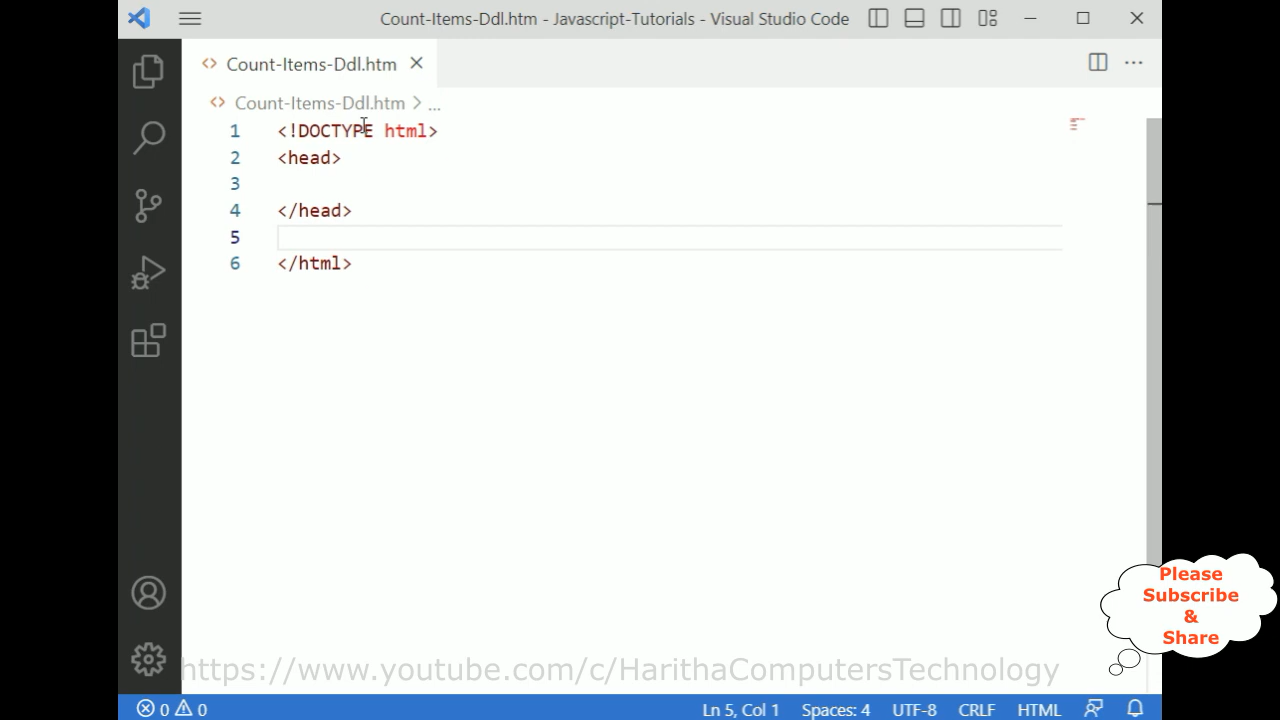 Count-Items-Ddl.htm - Javascript-Tutorials - Visual Studio Code
Count-Items-Ddl.htm
Count-Items-Ddl.htm > ...
1 <!DOCTYPE html>
2 <head>
3
4 </head>
5
6 </html>
Please
Subscribe
&
Share
https://www.youtube.com/c/HarithaComputersTechnology
0 0 Ln 5, Col 1 Spaces: 4 UTF-8 CRLF HTML